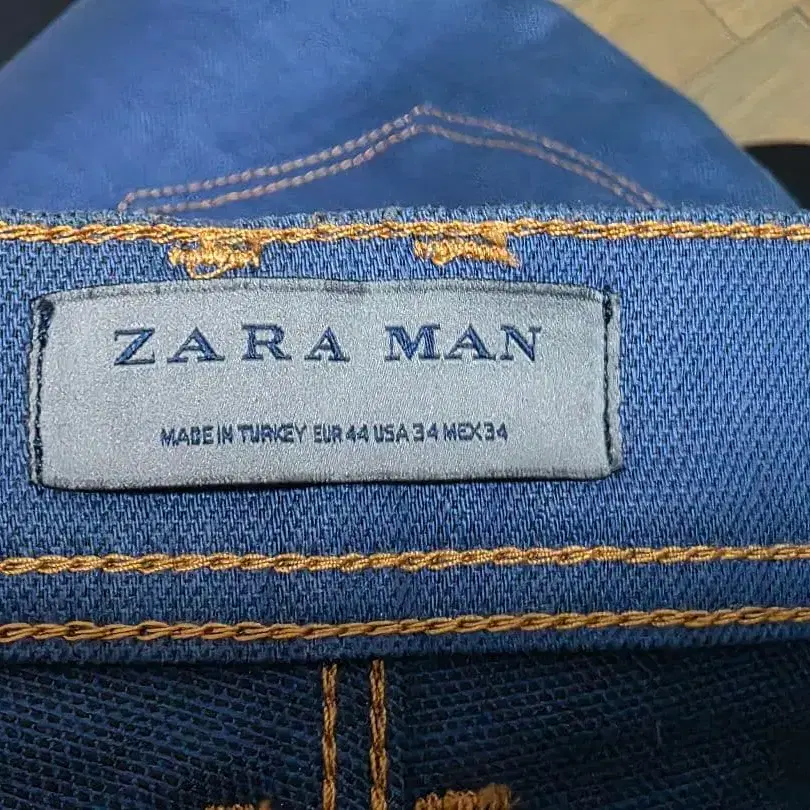 ZARA MAN
MADE IN TURKEY EUR 44 USA 34 MEX 34